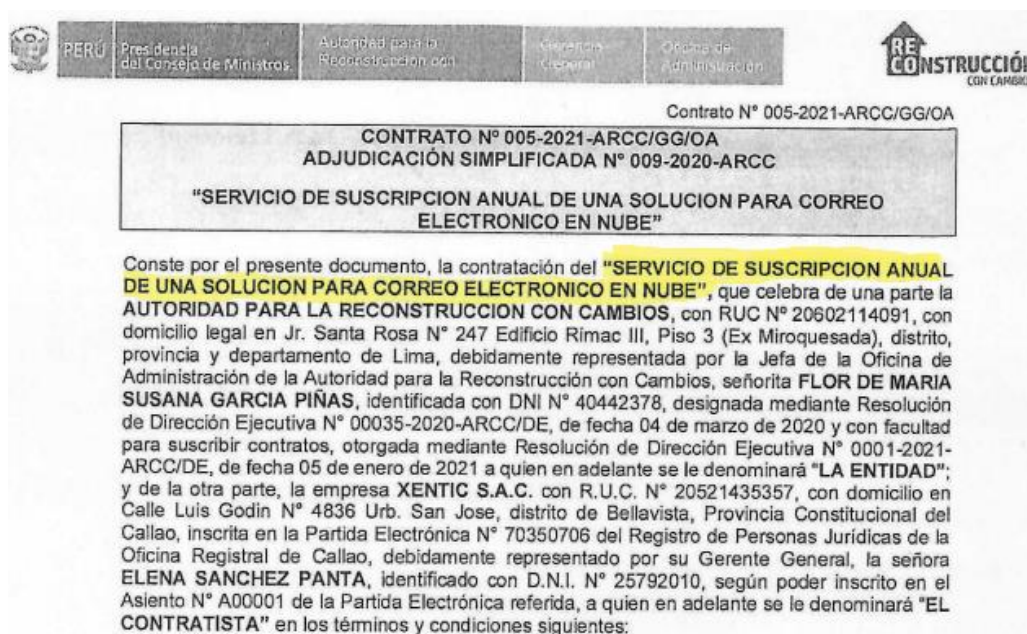 PERÚ Presidencia del Consejo de Ministros Autoridad para la Reconstrucción con Gerencia General Oficina de Administración
RECONSTRUCCIÓN
CON CAMBIOS
Contrato N° 005-2021-ARCC/GG/OA
CONTRATO Nº 005-2021-ARCC/GG/OA
ADJUDICACIÓN SIMPLIFICADA N° 009-2020-ARCC
"SERVICIO DE SUSCRIPCION ANUAL DE UNA SOLUCION PARA CORREO
ELECTRONICO EN NUBE"
Conste por el presente documento, la contratación del "SERVICIO DE SUSCRIPCION ANUAL
DE UNA SOLUCION PARA CORREO ELECTRONICO EN NUBE", que celebra de una parte la
AUTORIDAD PARA LA RECONSTRUCCION CON CAMBIOS, con RUC N° 20602114091, con
domicilio legal en Jr. Santa Rosa N° 247 Edificio Rimac III, Piso 3 (Ex Miroquesada), distrito,
provincia y departamento de Lima, debidamente representada por la Jefa de la Oficina de
Administración de la Autoridad para la Reconstrucción con Cambios, señorita FLOR DE MARIA
SUSANA GARCIA PIÑAS, identificada con DNI N° 40442378, designada mediante Resolución
de Dirección Ejecutiva N° 00035-2020-ARCC/DE, de fecha 04 de marzo de 2020 y con facultad
para suscribir contratos, otorgada mediante Resolución de Dirección Ejecutiva N° 0001-2021-
ARCC/DE, de fecha 05 de enero de 2021 a quien en adelante se le denominará "LA ENTIDAD";
y de la otra parte, la empresa XENTIC S.A.C. con R.U.C. N° 20521435357, con domicilio en
Calle Luis Godin N° 4836 Urb. San Jose, distrito de Bellavista, Provincia Constitucional del
Callao, inscrita en la Partida Electrónica N° 70350706 del Registro de Personas Jurídicas de la
Oficina Registral de Callao, debidamente representado por su Gerente General, la señora
ELENA SANCHEZ PANTA, identificado con D.N.I. N° 25792010, según poder inscrito en el
Asiento N° A00001 de la Partida Electrónica referida, a quien en adelante se le denominará "EL
CONTRATISTA" en los términos y condiciones siguientes: